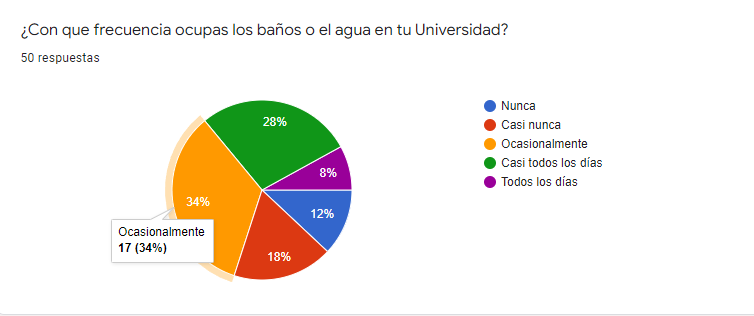 ¿Con que frecuencia ocupas los baños o el agua en tu Universidad?
50 respuestas
Nunca
Casi nunca
Ocasionalmente
Casi todos los días
Todos los días
28%
8%
34%
12%
18%
Ocasionalmente
17 (34%)